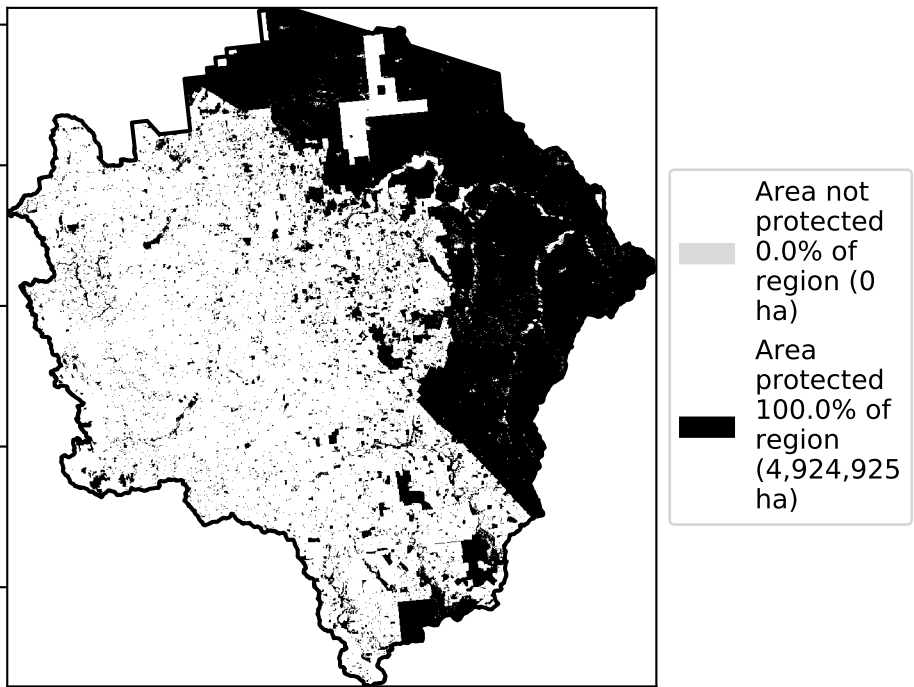 Area not
protected
0.0% of
region (0
ha)
Area
protected
100.0% of
region
(4,924,925
ha)